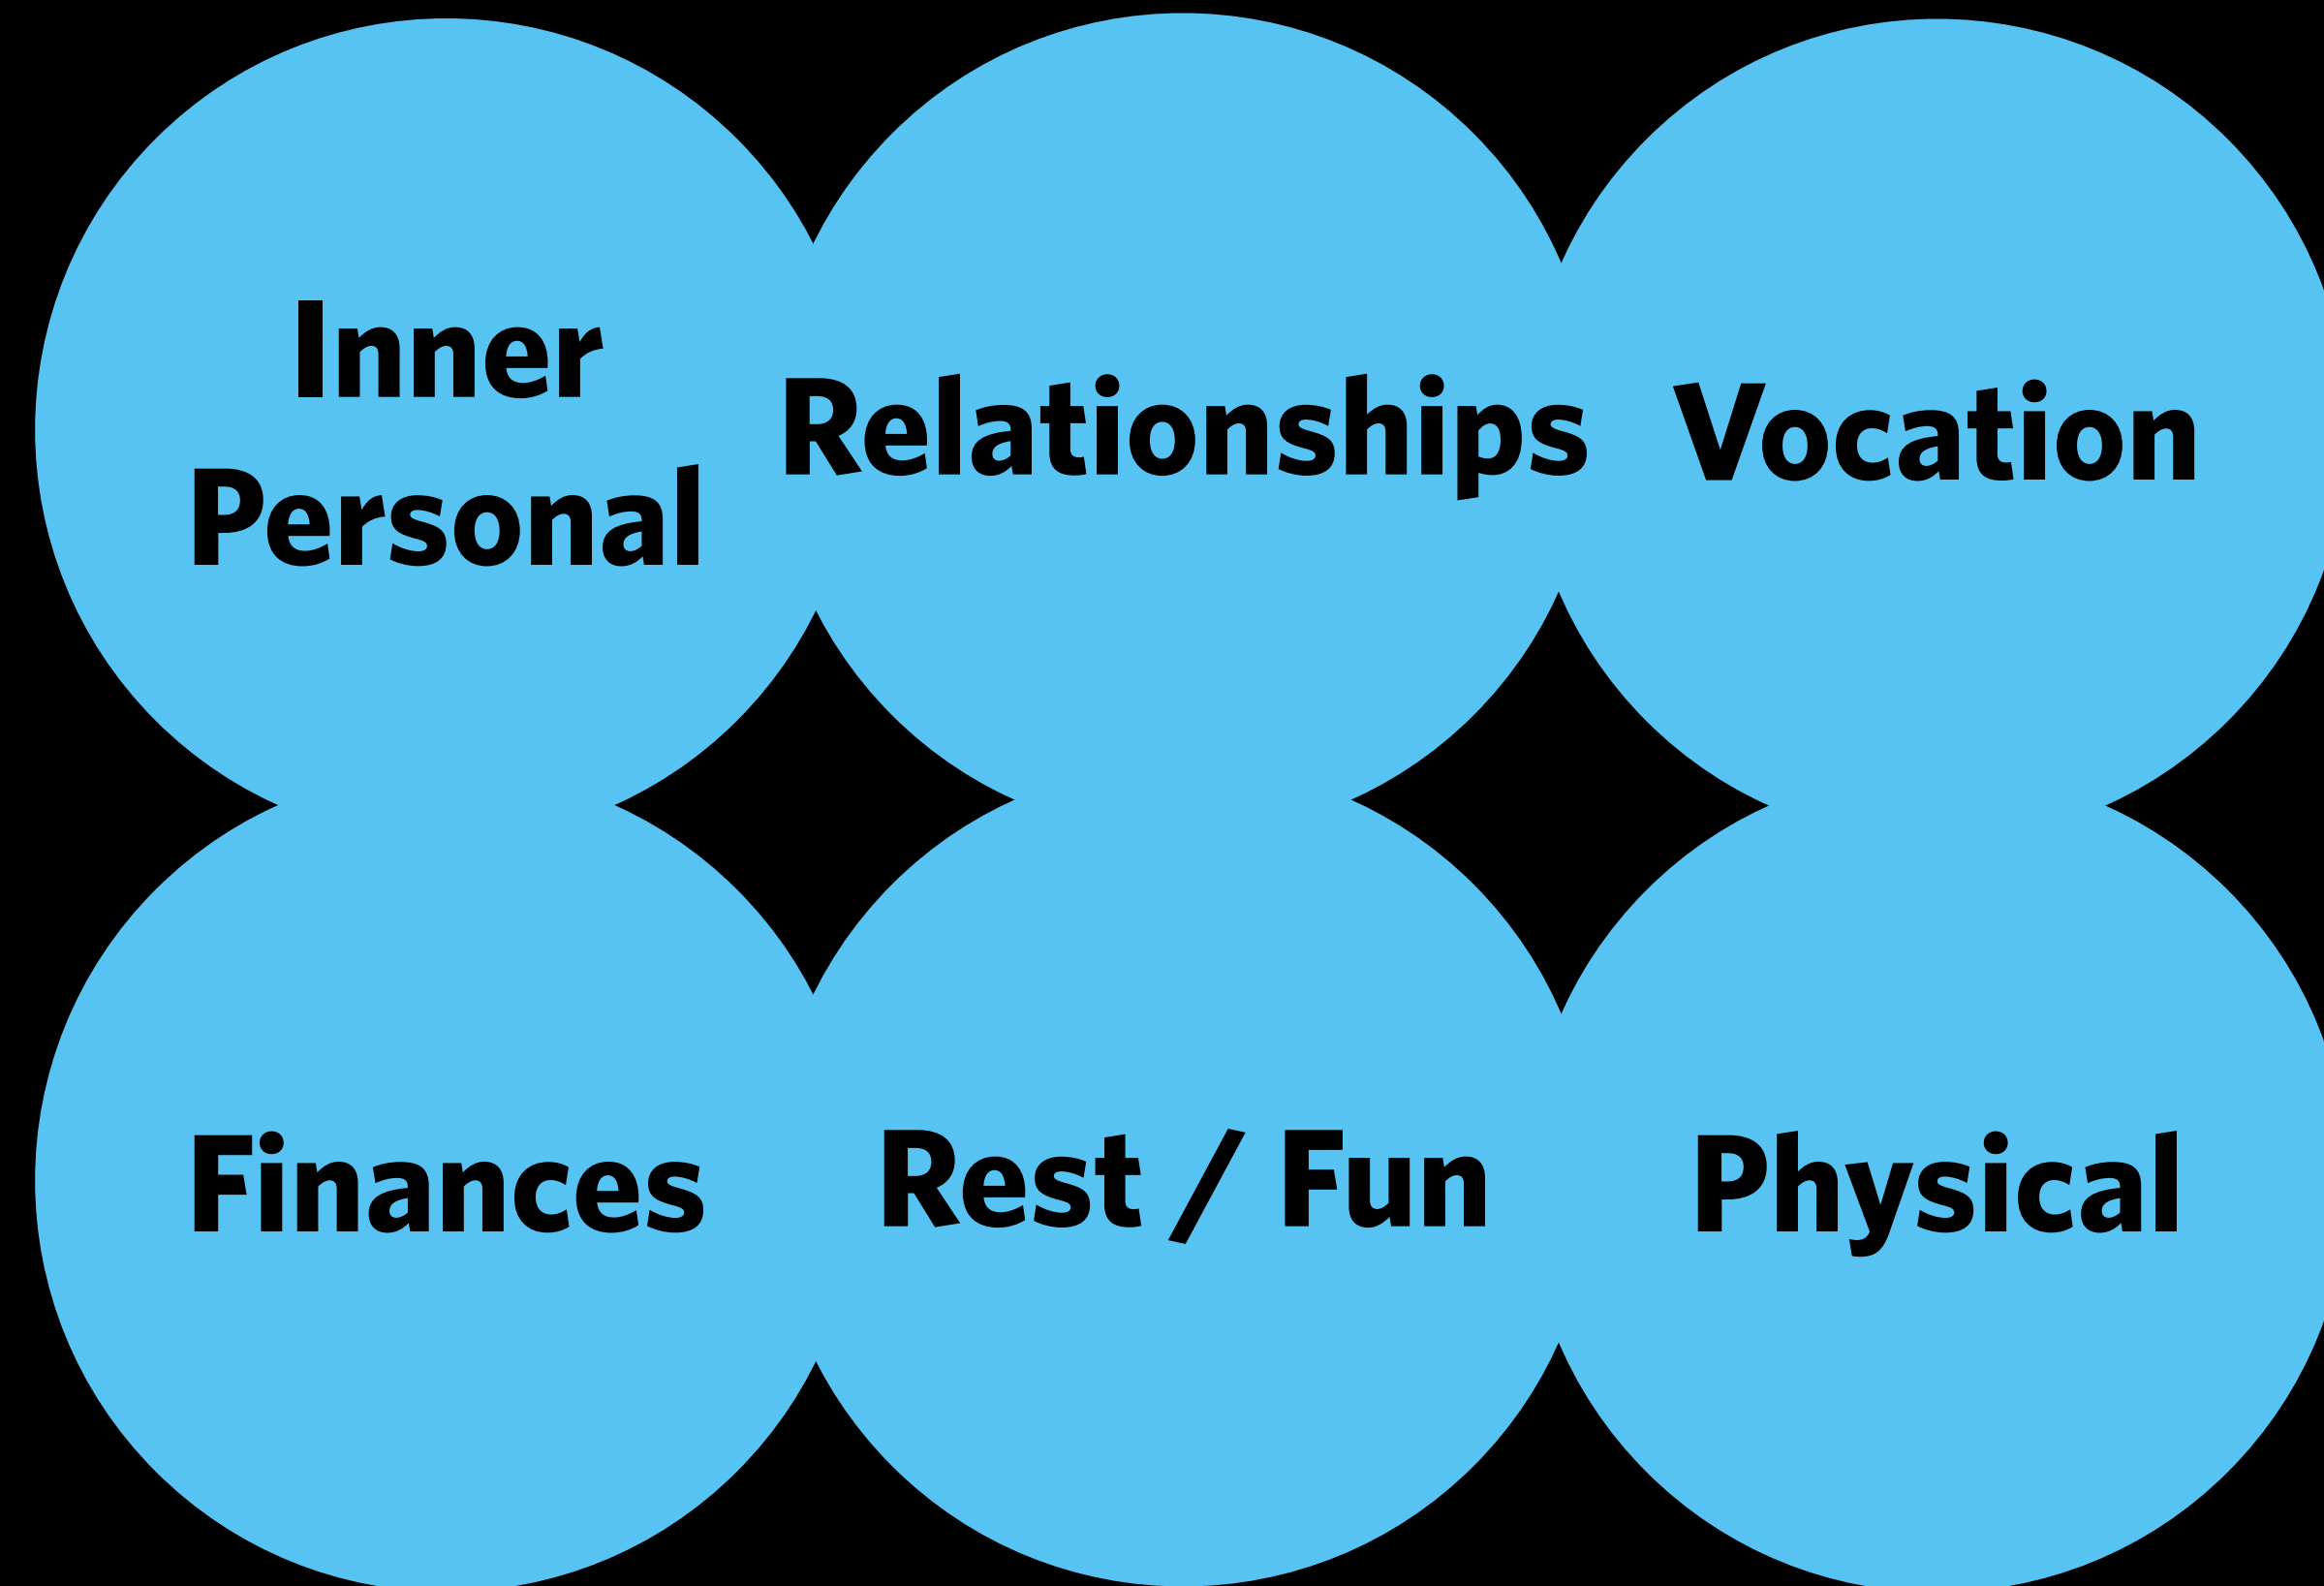 Inner
Personal
Relationships
Vocation
Finances
Rest / Fun
Physical